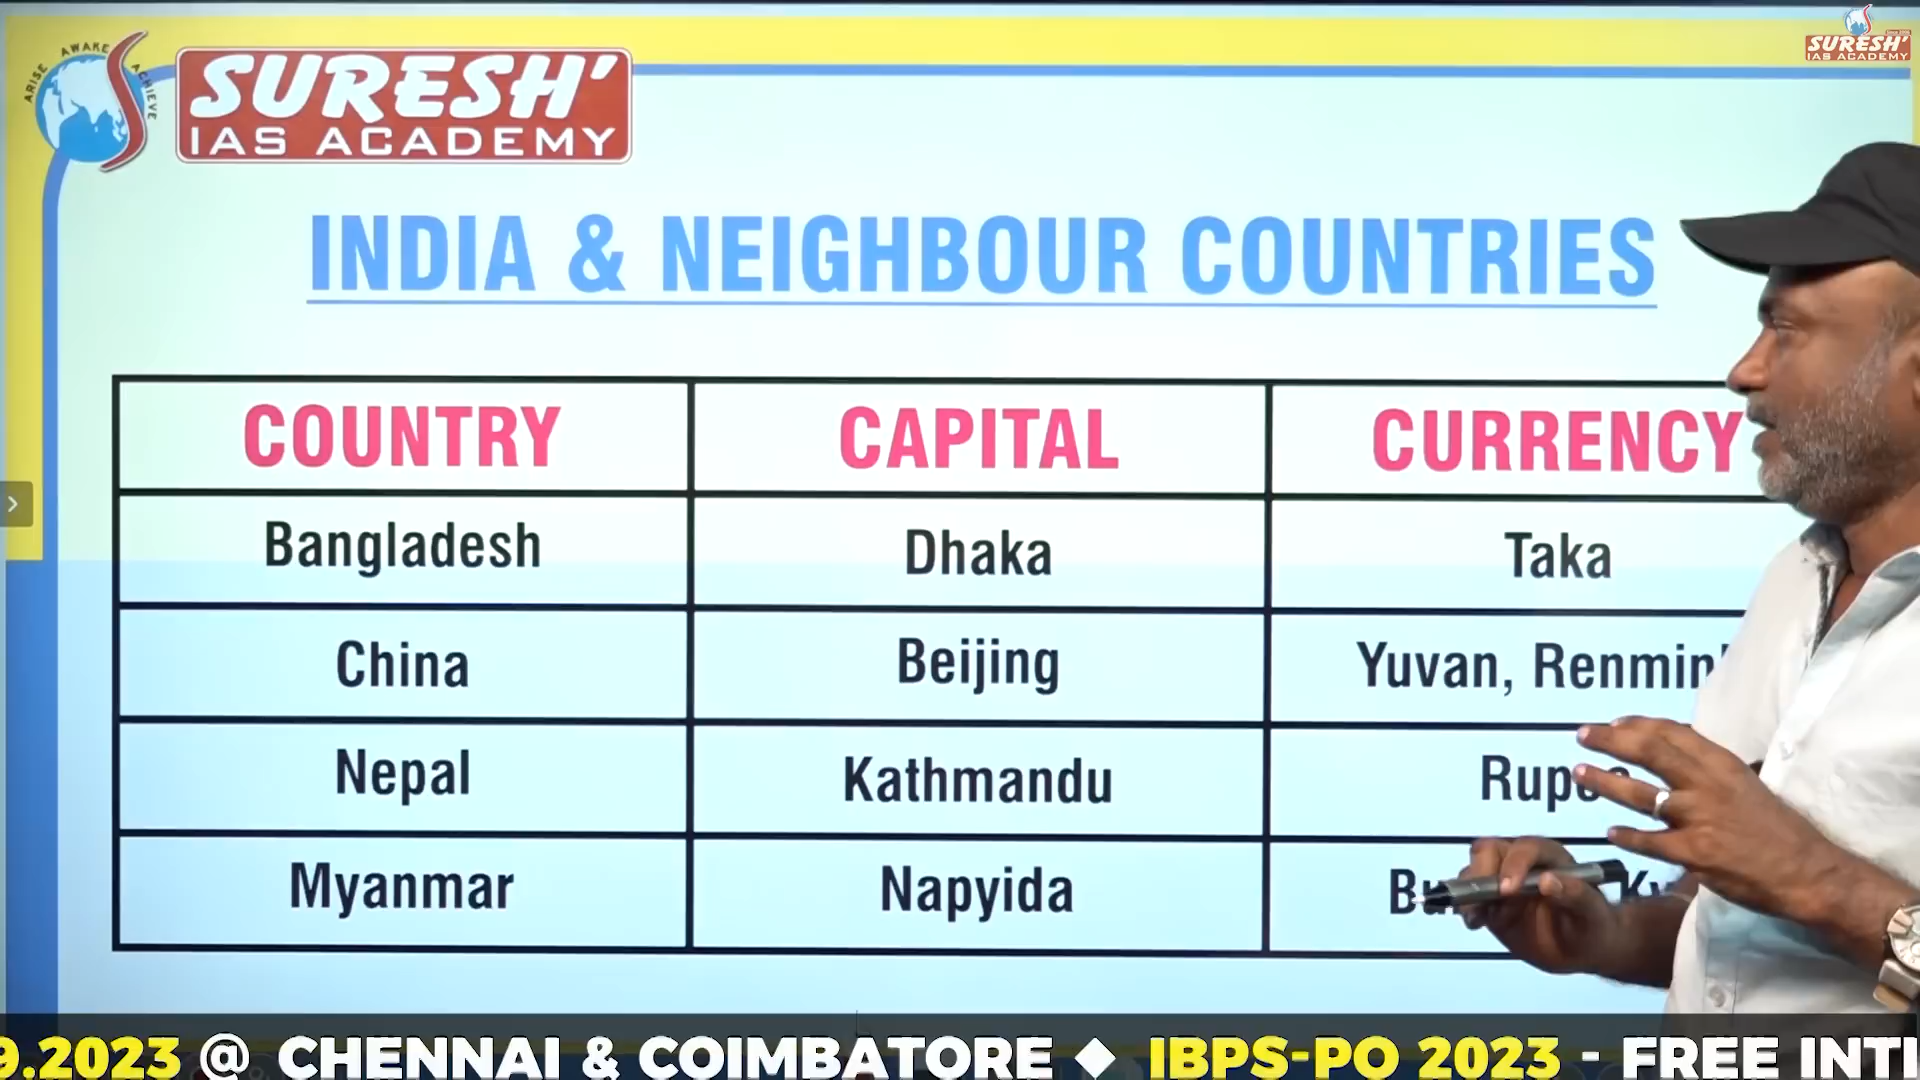 ARISE AWAKE ACHIEVE
SURESH'
IAS ACADEMY
SURESH'
IAS ACADEMY
INDIA & NEIGHBOUR COUNTRIES
COUNTRY CAPITAL CURRENCY
Bangladesh Dhaka Taka
China Beijing Yuvan,
Nepal Kathmandu
Myanmar Napyida
9.2023 @ CHENNAI & COIMBATORE ◆ IBPS-PO 2023 - FREE